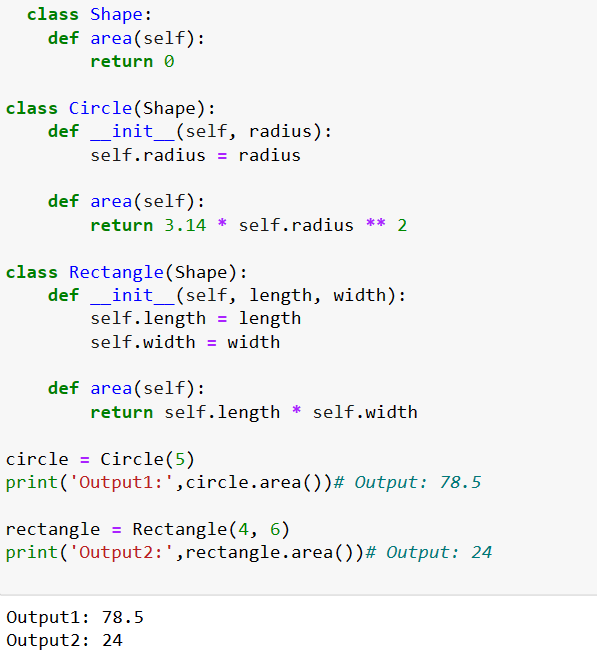 class Shape:
    def area(self):
        return 0

class Circle(Shape):
    def __init__(self, radius):
        self.radius = radius

    def area(self):
        return 3.14 * self.radius ** 2

class Rectangle(Shape):
    def __init__(self, length, width):
        self.length = length
        self.width = width

    def area(self):
        return self.length * self.width

circle = Circle(5)
print('Output1:',circle.area())# Output: 78.5

rectangle = Rectangle(4, 6)
print('Output2:',rectangle.area())# Output: 24

Output1: 78.5
Output2: 24